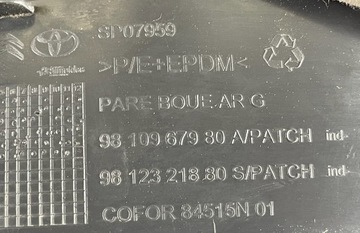 SP07959
>P/E+EPDM<
PARE BOUE AR G
98 109 679 80 A/PATCH ind-
98 123 218 80 S/PATCH ind-
COFOR 84515N 01